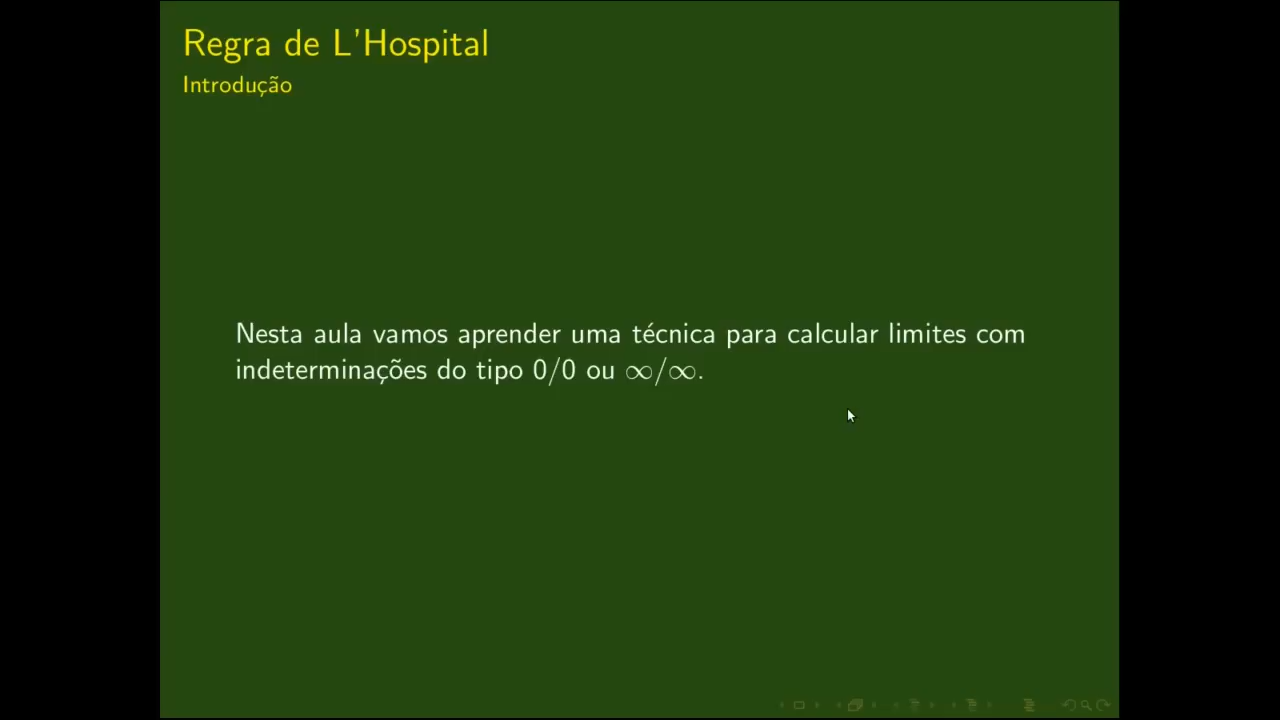 Regra de L'Hospital
Introdução
Nesta aula vamos aprender uma técnica para calcular limites com
indeterminações do tipo 0/0 ou ∞/∞.